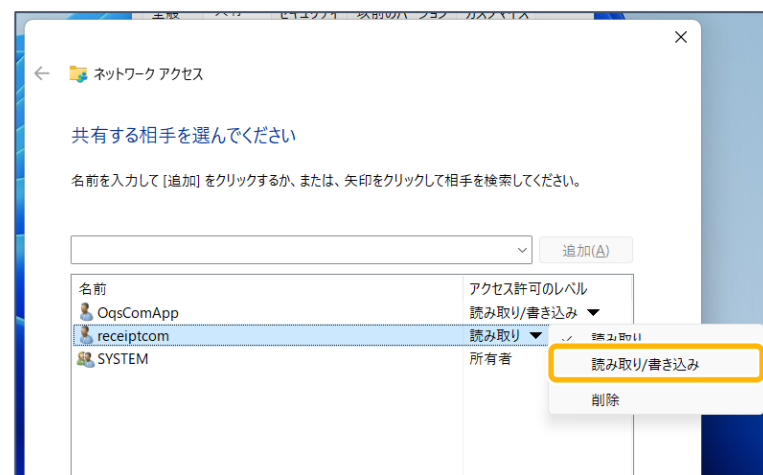 ネットワーク アクセス
共有する相手を選んでください
名前を入力して [追加] をクリックするか、または、矢印をクリックして相手を検索してください。
追加(A)
名前 アクセス許可のレベル
OqsComApp 読み取り/書き込み
receiptcom 読み取り
読み取り
SYSTEM 所有者
読み取り/書き込み
削除